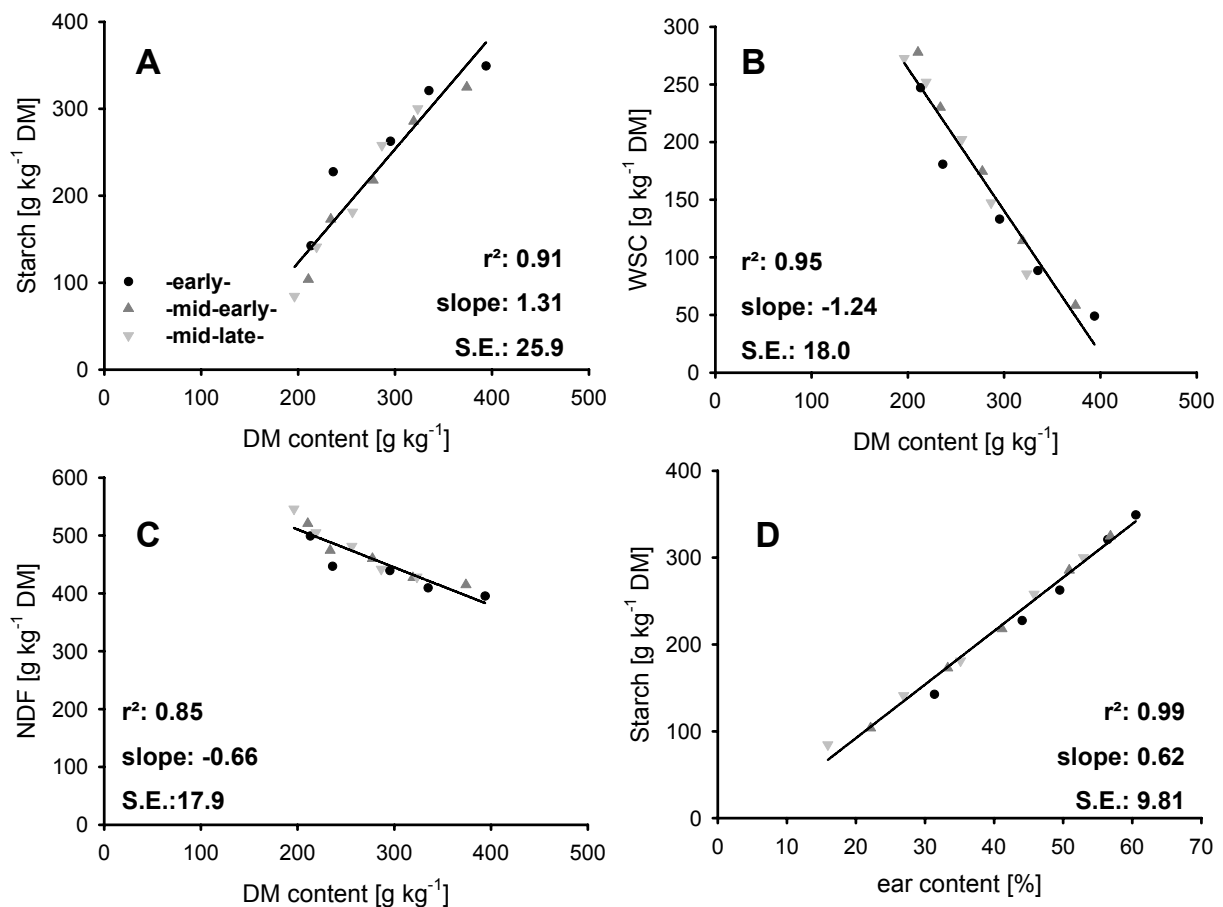 A
Starch [g kg⁻¹ DM]
400
300
200
100
0
-early-
-mid-early-
-mid-late-
r²: 0.91
slope: 1.31
S.E.: 25.9
0 100 200 300 400 500
DM content [g kg⁻¹]
B
WSC [g kg⁻¹ DM]
300
250
200
150
100
50
0
r²: 0.95
slope: -1.24
S.E.: 18.0
0 100 200 300 400 500
DM content [g kg⁻¹]
C
NDF [g kg⁻¹ DM]
600
500
400
300
200
100
0
r²: 0.85
slope: -0.66
S.E.:17.9
0 100 200 300 400 500
DM content [g kg⁻¹]
D
Starch [g kg⁻¹ DM]
400
300
200
100
0
r²: 0.99
slope: 0.62
S.E.: 9.81
0 10 20 30 40 50 60 70
ear content [%]